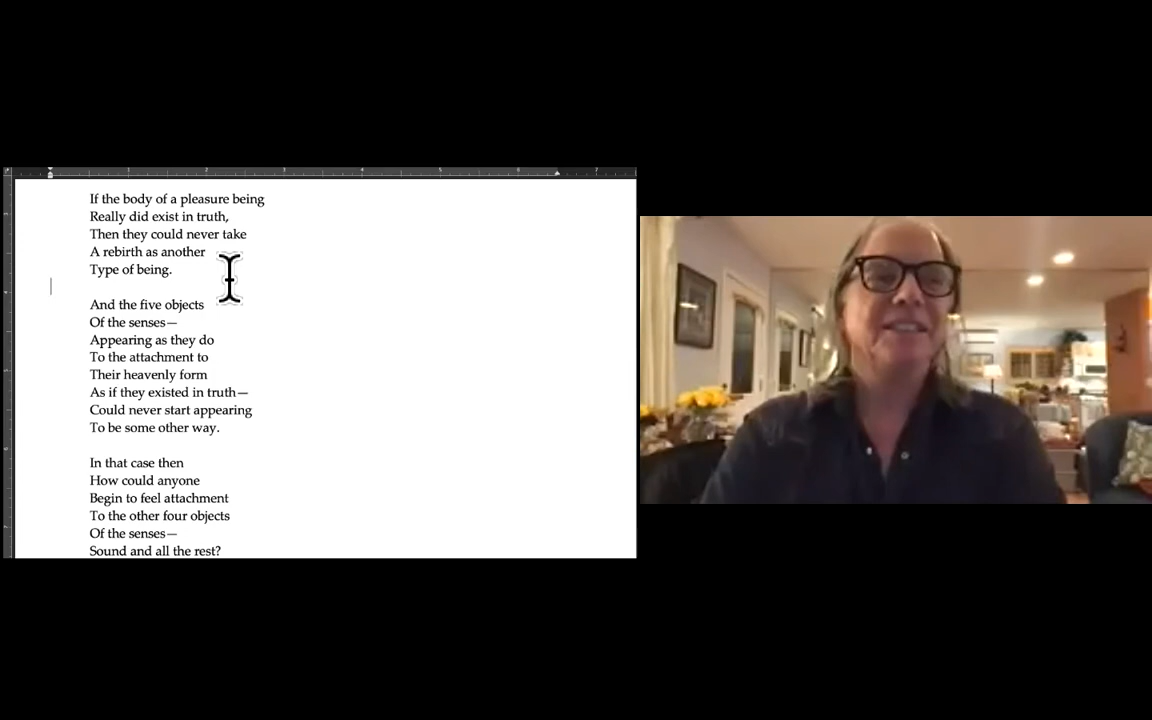 If the body of a pleasure being
Really did exist in truth,
Then they could never take
A rebirth as another
Type of being.
And the five objects
Of the senses—
Appearing as they do
To the attachment to
Their heavenly form
As if they existed in truth—
Could never start appearing
To be some other way.
In that case then
How could anyone
Begin to feel attachment
To the other four objects
Of the senses—
Sound and all the rest?